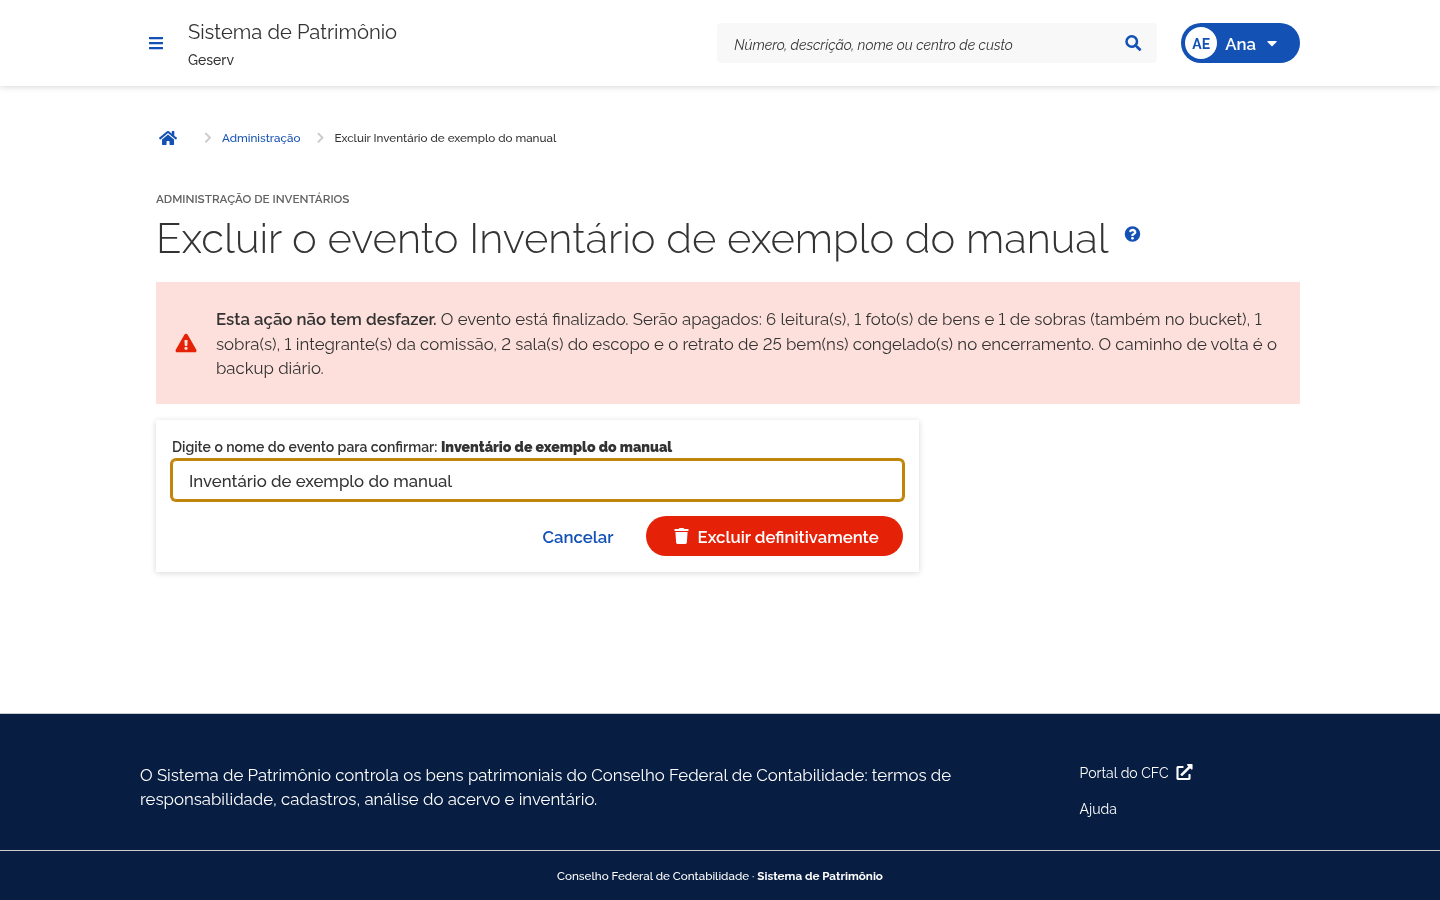 Sistema de Patrimônio
Geserv
Número, descrição, nome ou centro de custo
AE Ana
Administração
Excluir Inventário de exemplo do manual
ADMINISTRAÇÃO DE INVENTÁRIOS
Excluir o evento Inventário de exemplo do manual
Esta ação não tem desfazer. O evento está finalizado. Serão apagados: 6 leitura(s), 1 foto(s) de bens e 1 de sobras (também no bucket), 1
sobra(s), 1 integrante(s) da comissão, 2 sala(s) do escopo e o retrato de 25 bem(ns) congelado(s) no encerramento. O caminho de volta é o
backup diário.
Digite o nome do evento para confirmar: Inventário de exemplo do manual
Inventário de exemplo do manual
Cancelar
Excluir definitivamente
O Sistema de Patrimônio controla os bens patrimoniais do Conselho Federal de Contabilidade: termos de
responsabilidade, cadastros, análise do acervo e inventário.
Portal do CFC
Ajuda
Conselho Federal de Contabilidade · Sistema de Patrimônio